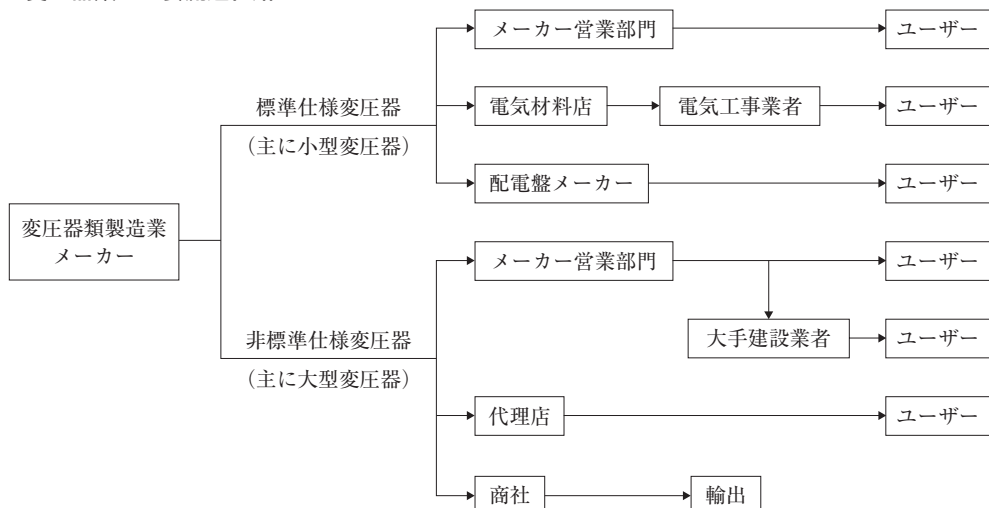 メーカー営業部門
ユーザー
標準仕様変圧器
(主に小型変圧器)
電気材料店
電気工事業者
ユーザー
配電盤メーカー
ユーザー
変圧器類製造業
メーカー
メーカー営業部門
ユーザー
大手建設業者
ユーザー
非標準仕様変圧器
(主に大型変圧器)
代理店
ユーザー
商社
輸出